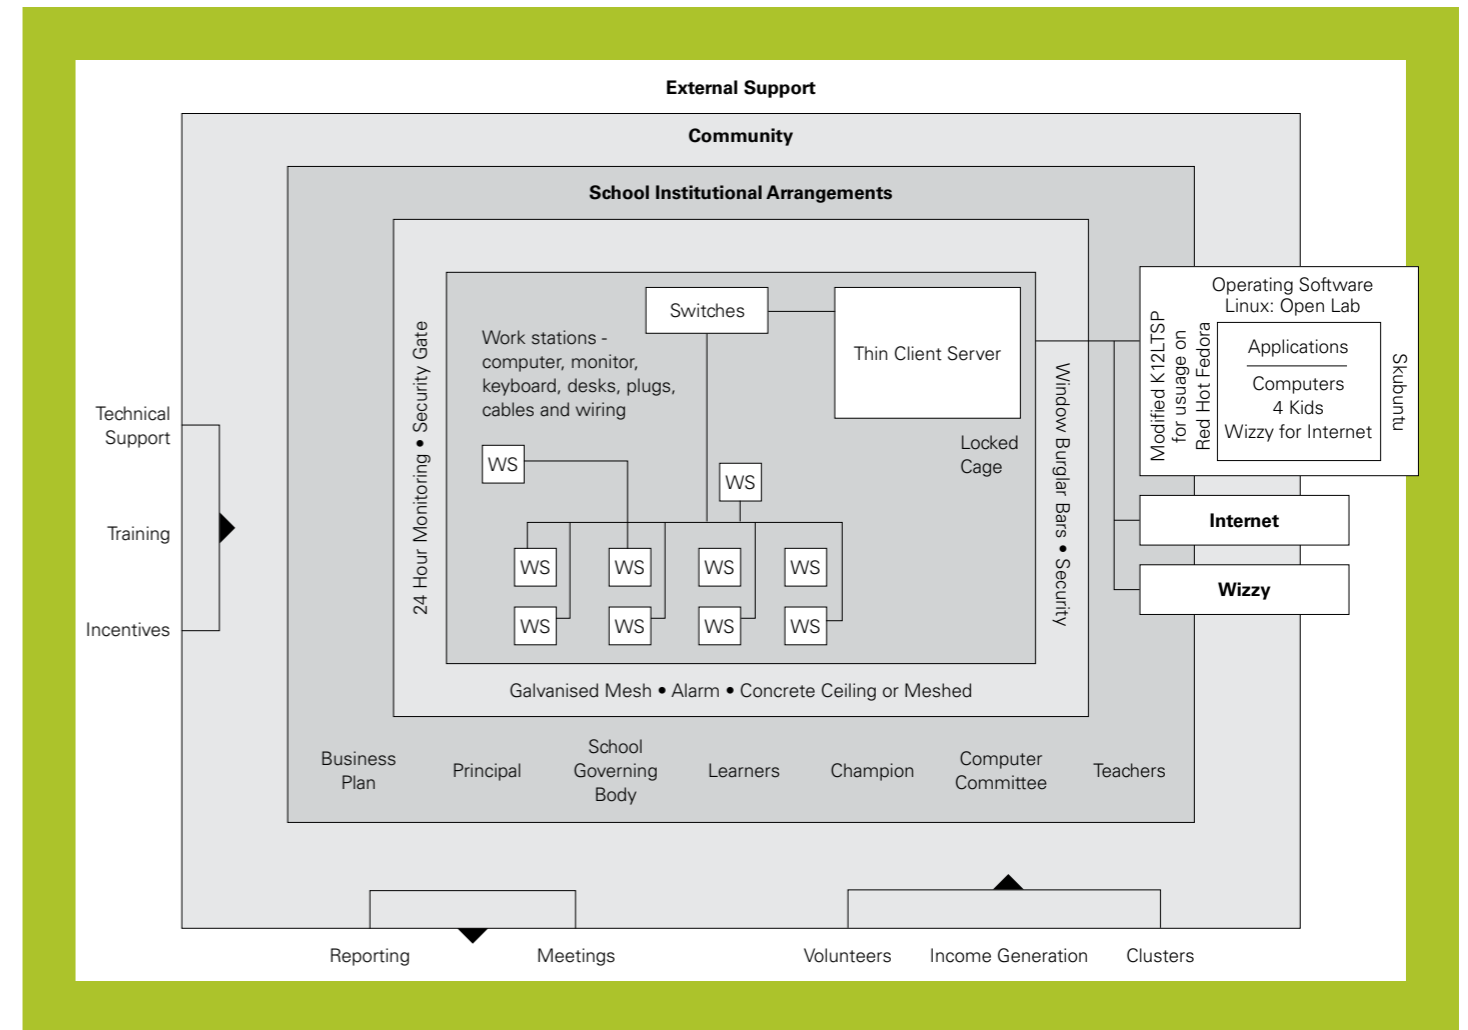 External Support
Community
School Institutional Arrangements
Switches
Thin Client Server
Work stations -
computer, monitor,
keyboard, desks, plugs,
cables and wiring
Locked
Cage
WS
WS
WS
WS
WS
WS
WS
WS
WS
WS
24 Hour Monitoring • Security Gate
Window Burglar Bars • Security
Galvanised Mesh • Alarm • Concrete Ceiling or Meshed
Operating Software
Linux: Open Lab
Modified K12LTSP
for usuage on
Red Hot Fedora
Applications
Computers
4 Kids
Wizzy for Internet
Skubuntu
Internet
Wizzy
Technical
Support
Training
Incentives
Business
Plan
Principal
School
Governing
Body
Learners
Champion
Computer
Committee
Teachers
Reporting
Meetings
Volunteers
Income Generation
Clusters